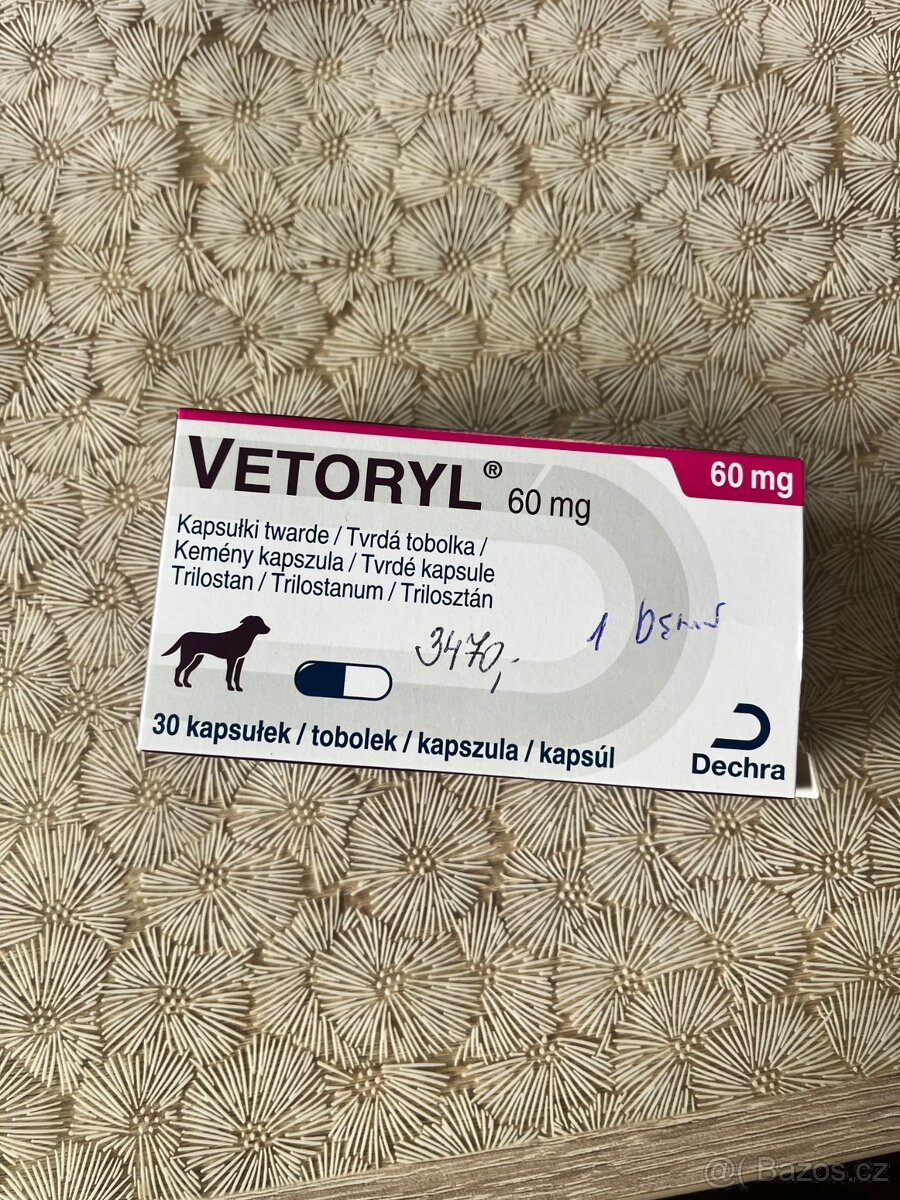 VETORYL® 60 mg
60 mg
Kapsułki twarde / Tvrdá tobolka /
Kemény kapszula / Tvrdé kapsule
Trilostan / Trilostanum / Trilosztán
3470,-
1
30 kapsułek / tobolek / kapszula / kapsúl
Dechra
@( Bazos.cz